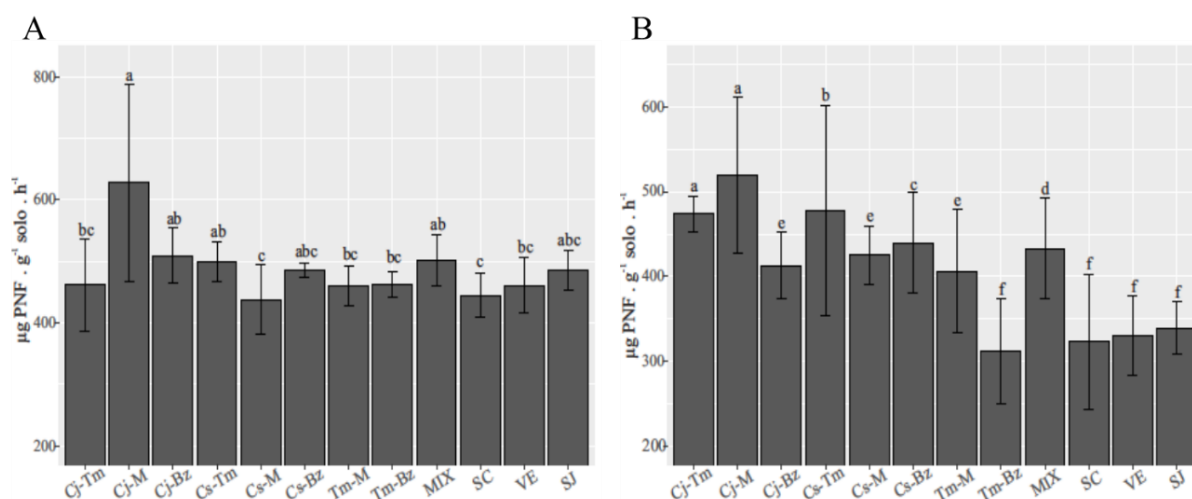 A
µg PNF . g⁻¹ solo . h⁻¹
800
600
400
200
bc
a
ab
ab
c
abc
bc
bc
ab
c
bc
abc
Cj-Tm
Cj-M
Cj-Bz
Cs-Tm
Cs-M
Cs-Bz
Tm-M
Tm-Bz
MIX
SC
VE
SJ
B
µg PNF . g⁻¹ solo . h⁻¹
600
500
400
300
200
a
a
e
b
e
c
e
f
d
f
f
f
Cj-Tm
Cj-M
Cj-Bz
Cs-Tm
Cs-M
Cs-Bz
Tm-M
Tm-Bz
MIX
SC
VE
SJ